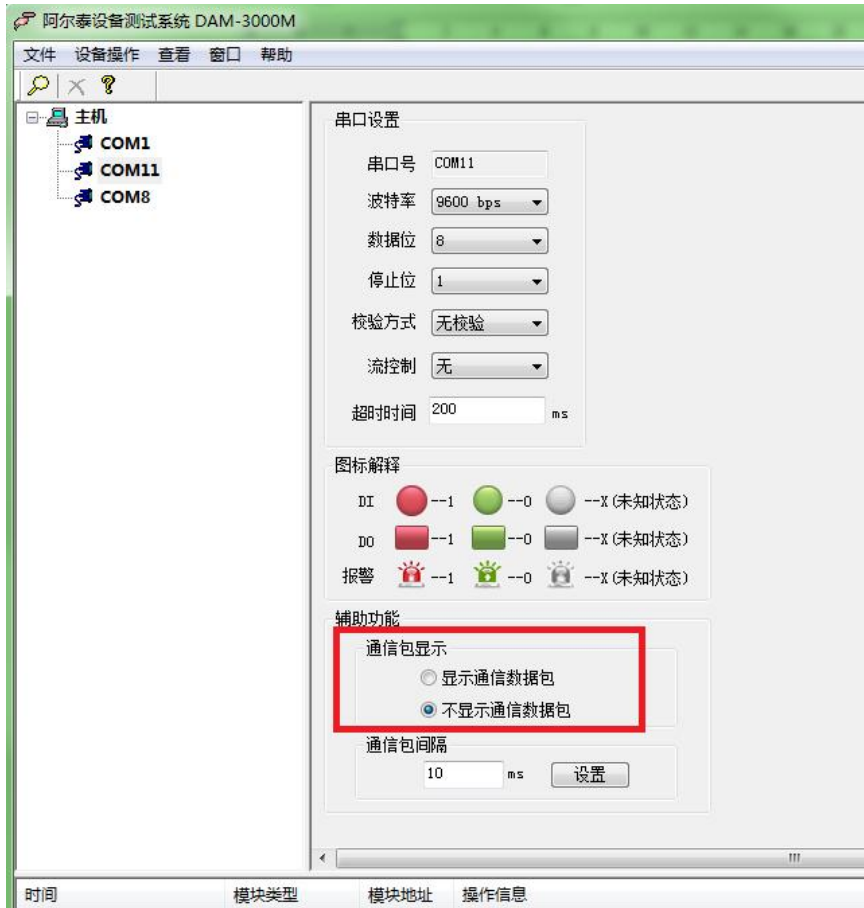 阿尔泰设备测试系统 DAM-3000M
文件 设备操作 查看 窗口 帮助
主机
COM1
COM11
COM8
串口设置
串口号 COM11
波特率 9600 bps
数据位 8
停止位 1
校验方式 无校验
流控制 无
超时时间 200 ms
图标解释
DI --1 --0 --X(未知状态)
DO --1 --0 --X(未知状态)
报警 --1 --0 --X(未知状态)
辅助功能
通信包显示
显示通信数据包
不显示通信数据包
通信包间隔
10 ms 设置
时间 模块类型 模块地址 操作信息